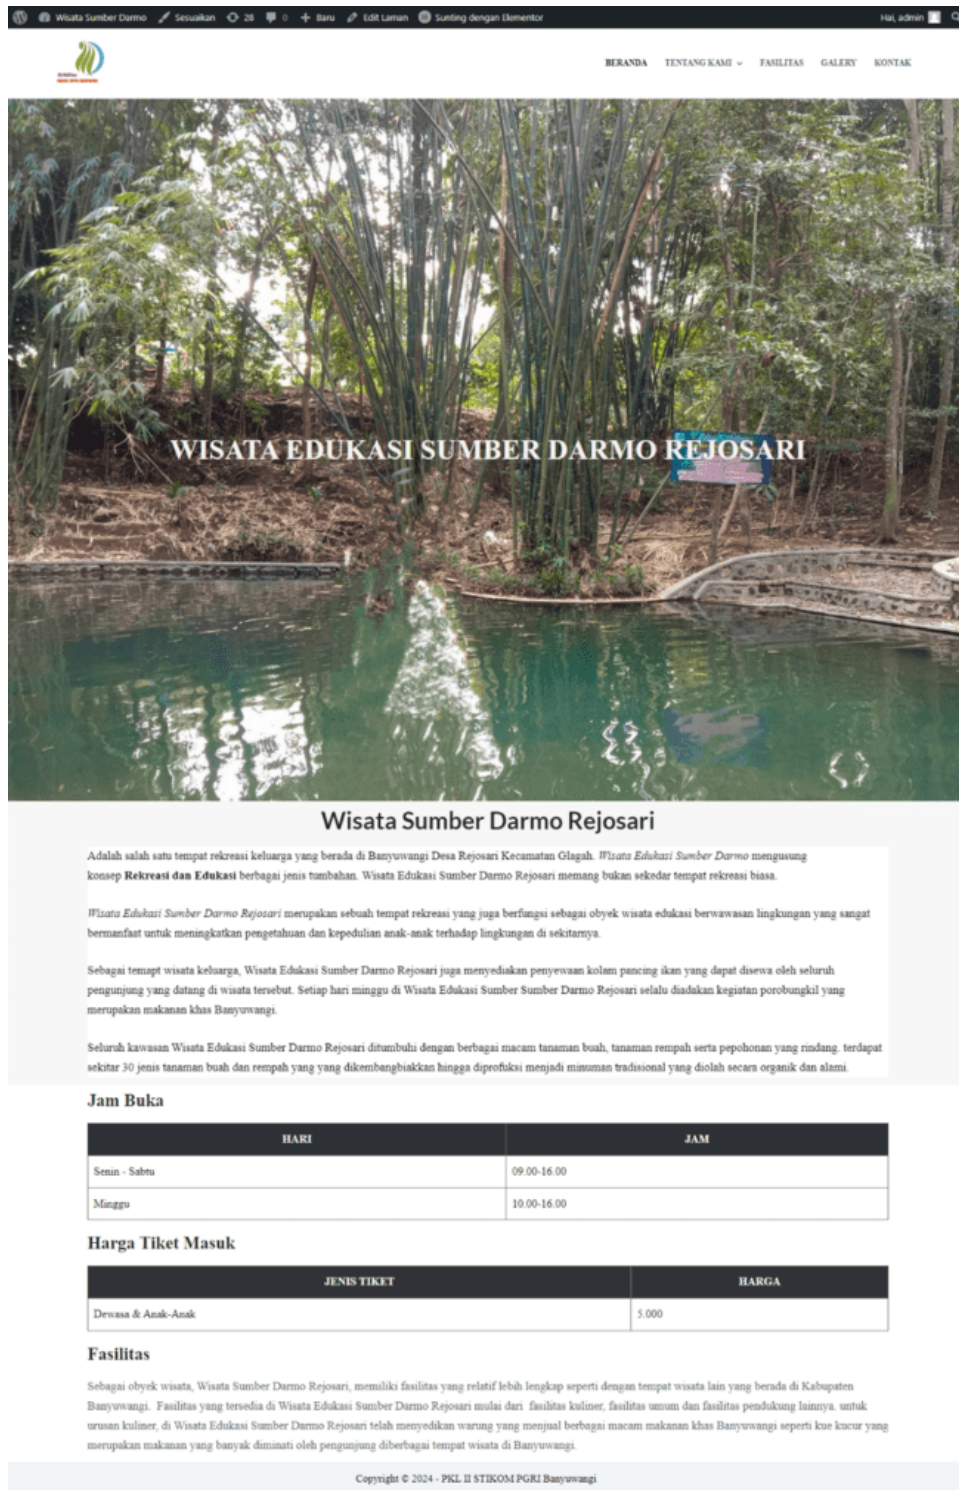 Wisata Sumber Darmo Sesuaikan 28 0 Baru Edit Laman Sunting dengan Elementor Hai, admin
BERANDA TENTANG KAMI FASILITAS GALERY KONTAK
WISATA EDUKASI SUMBER DARMO REJOSARI
Wisata Sumber Darmo Rejosari
Adalah salah satu tempat rekreasi keluarga yang berada di Banyuwangi Desa Rejosari Kecamatan Glagah. Wisata Edukasi Sumber Darmo mengusung
konsep Rekreasi dan Edukasi berbagai jenis tumbahan. Wisata Edukasi Sumber Darmo Rejosari memang bukan sekedar tempat rekreasi biasa.
Wisata Edukasi Sumber Darmo Rejosari merupakan sebuah tempat rekreasi yang juga berfungsi sebagai obyek wisata edukasi berwawasan lingkungan yang sangat
bermanfaat untuk meningkatkan pengetahuan dan kepedulian anak-anak terhadap lingkungan di sekitarnya.
Sebagai temapt wisata keluarga, Wisata Edukasi Sumber Darmo Rejosari juga menyediakan penyewaan kolam pancing ikan yang dapat disewa oleh seluruh
pengunjung yang datang di wisata tersebut. Setiap hari minggu di Wisata Edukasi Sumber Sumber Darmo Rejosari selalu diadakan kegiatan porobungkil yang
merupakan makanan khas Banyuwangi.
Seluruh kawasan Wisata Edukasi Sumber Darmo Rejosari ditumbuhi dengan berbagai macam tanaman buah, tanaman rempah serta pepohonan yang rindang. terdapat
sekitar 30 jenis tanaman buah dan rempah yang yang dikembangbiakkan hingga diprofuksi menjadi minuman tradisional yang diolah secara organik dan alami.
Jam Buka
HARI JAM
Senin - Sabtu 09.00-16.00
Minggu 10.00-16.00
Harga Tiket Masuk
JENIS TIKET HARGA
Dewasa & Anak-Anak 5.000
Fasilitas
Sebagai obyek wisata, Wisata Sumber Darmo Rejosari, memiliki fasilitas yang relatif lebih lengkap seperti dengan tempat wisata lain yang berada di Kabupaten
Banyuwangi. Fasilitas yang tersedia di Wisata Edukasi Sumber Darmo Rejosari mulai dari fasilitas kuliner, fasilitas umum dan fasilitas pendukung lainnya. untuk
urusan kuliner, di Wisata Edukasi Sumber Darmo Rejosari telah menyedikan warung yang menjual berbagai macam makanan khas Banyuwangi seperti kue kucur yang
merupakan makanan yang banyak diminati oleh pengunjung diberbagai tempat wisata di Banyuwangi.
Copyright © 2024 - PKL II STIKOM PGRI Banyuwangi